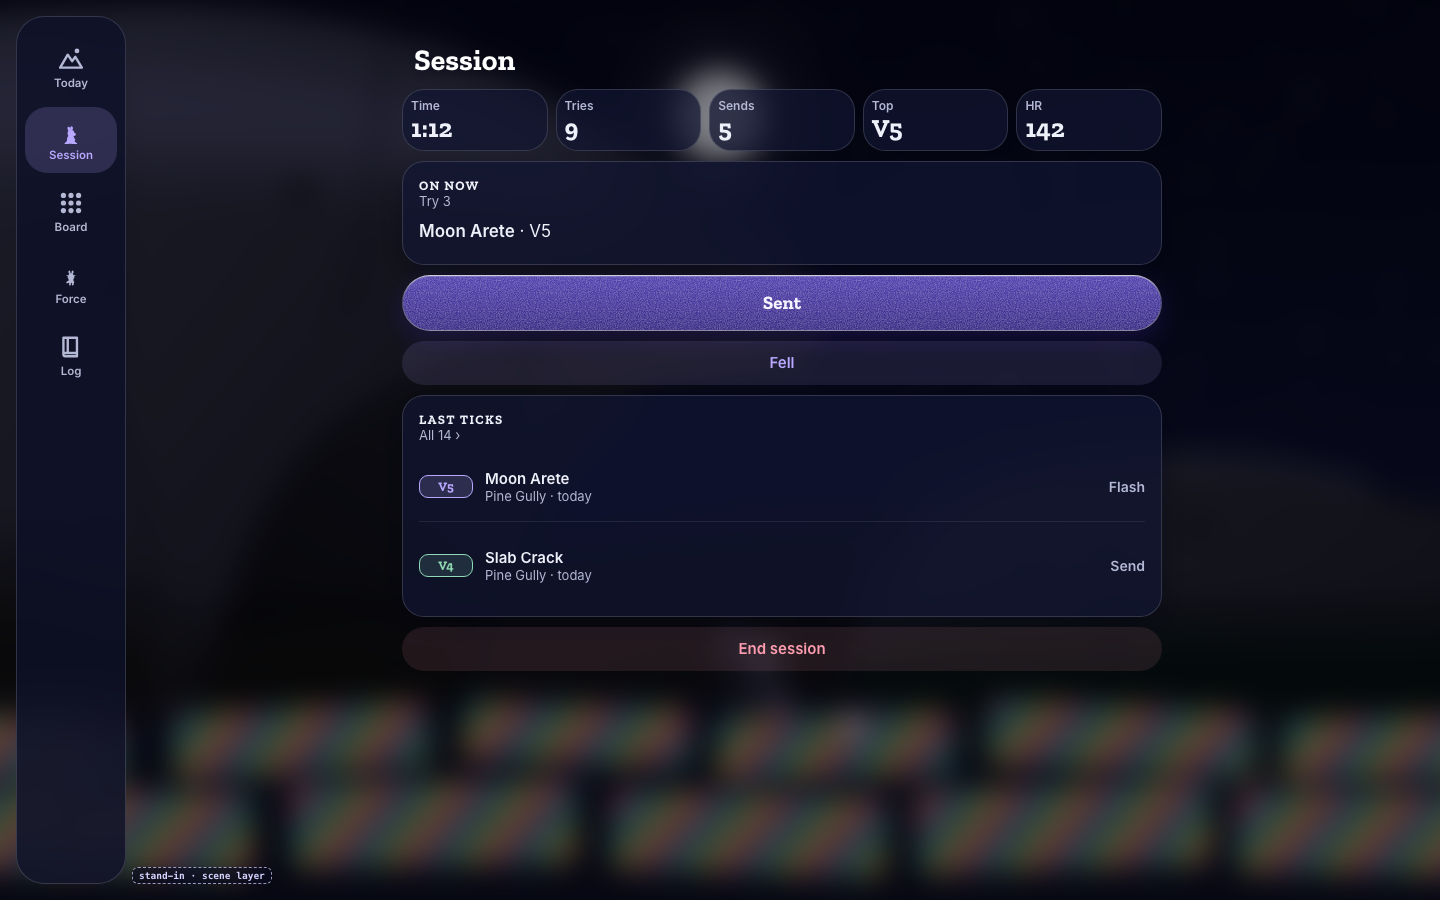 Today
Session
Board
Force
Log
Session
Time
1:12
Tries
9
Sends
5
Top
V5
HR
142
ON NOW
Try 3
Moon Arete · V5
Sent
Fell
LAST TICKS
All 14 ›
V5
Moon Arete
Pine Gully · today
Flash
V4
Slab Crack
Pine Gully · today
Send
End session
stand-in · scene layer